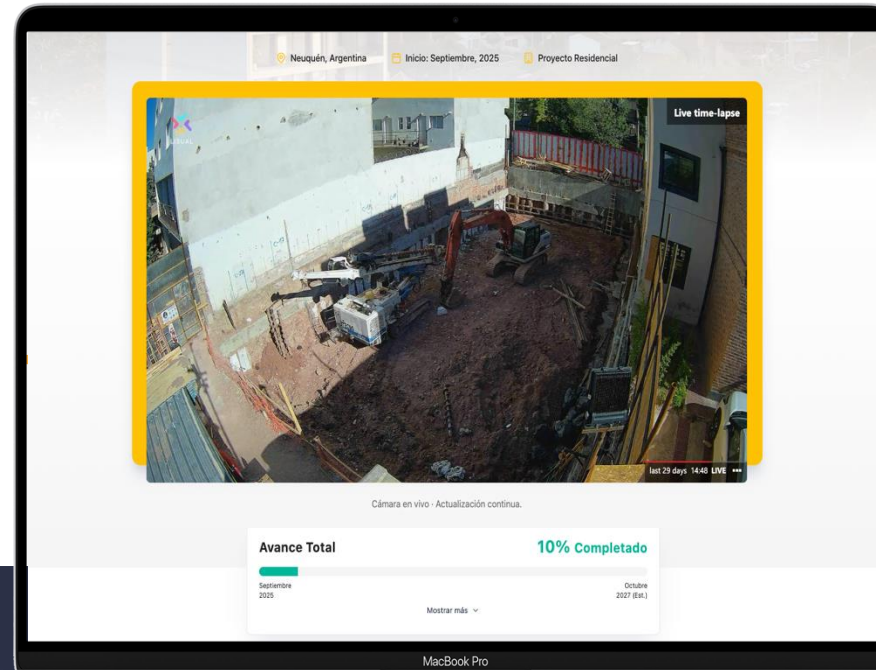 Neuquén, Argentina
Inicio: Septiembre, 2025
Proyecto Residencial
Live time-lapse
last 29 days 14:48 LIVE
Cámara en vivo · Actualización continua.
Avance Total
10% Completado
Septiembre
2025
Octubre
2027 (Est.)
Mostrar más
MacBook Pro